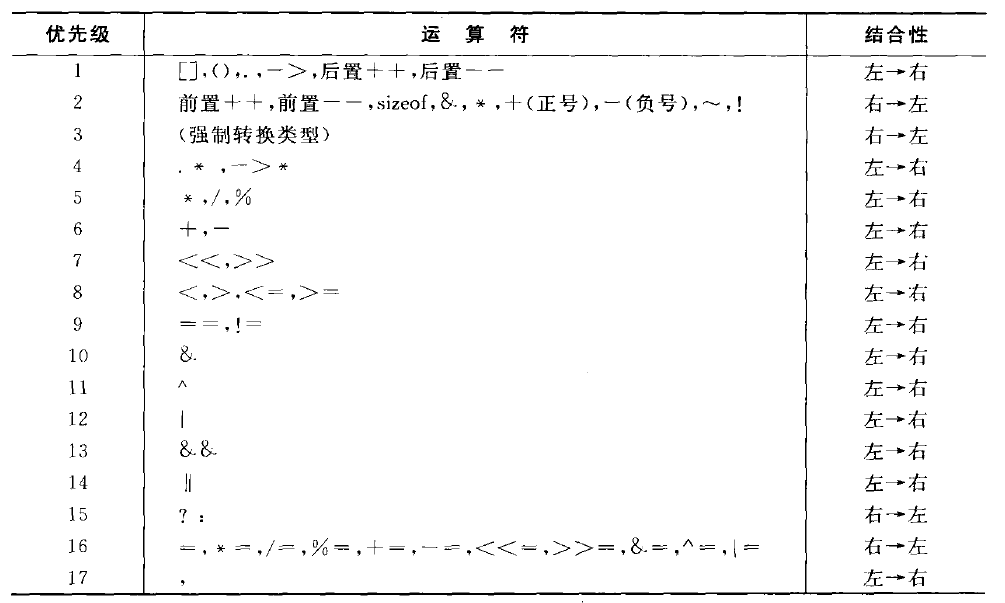 优先级 运算符 结合性
1 [],(),.,->,后置++,后置-- 左→右
2 前置++,前置--,sizeof,&,*,+(正号),-(负号),~,! 右→左
3 (强制转换类型) 右→左
4 .*,->* 左→右
5 *,/,% 左→右
6 +,- 左→右
7 <<,>> 左→右
8 <,>,<=,>= 左→右
9 ==,!= 左→右
10 & 左→右
11 ^ 左→右
12 | 左→右
13 && 左→右
14 || 左→右
15 ?: 右→左
16 =,*=,/=,%=,+=,-=,<<=,>>=,&=,^=,|= 右→左
17 , 左→右